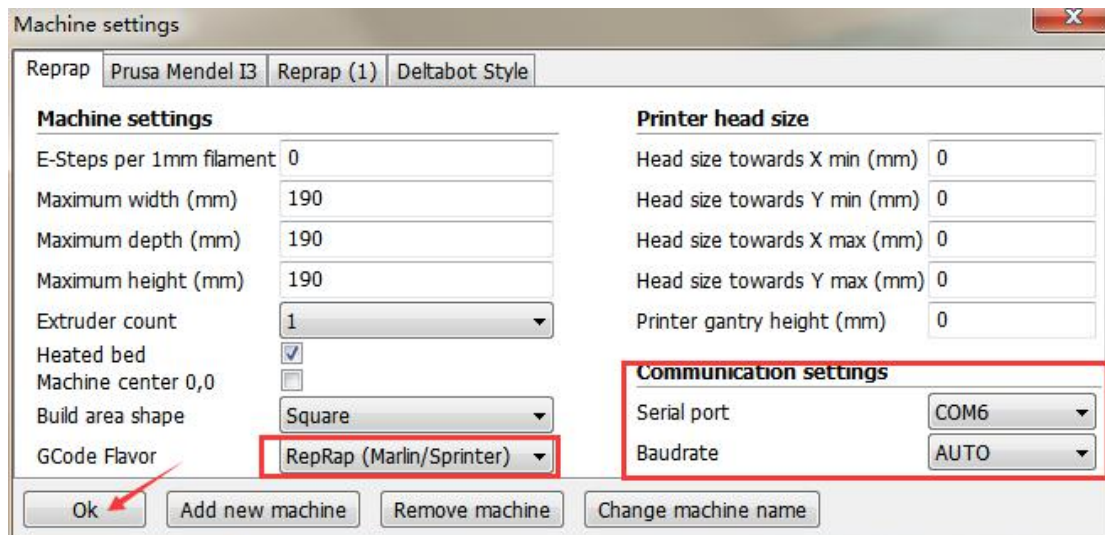 Machine settings
Reprap Prusa Mendel I3 Reprap (1) Deltabot Style
Machine settings
E-Steps per 1mm filament 0
Maximum width (mm) 190
Maximum depth (mm) 190
Maximum height (mm) 190
Extruder count 1
Heated bed
Machine center 0,0
Build area shape Square
GCode Flavor RepRap (Marlin/Sprinter)
Printer head size
Head size towards X min (mm) 0
Head size towards Y min (mm) 0
Head size towards X max (mm) 0
Head size towards Y max (mm) 0
Printer gantry height (mm) 0
Communication settings
Serial port COM6
Baudrate AUTO
Ok Add new machine Remove machine Change machine name